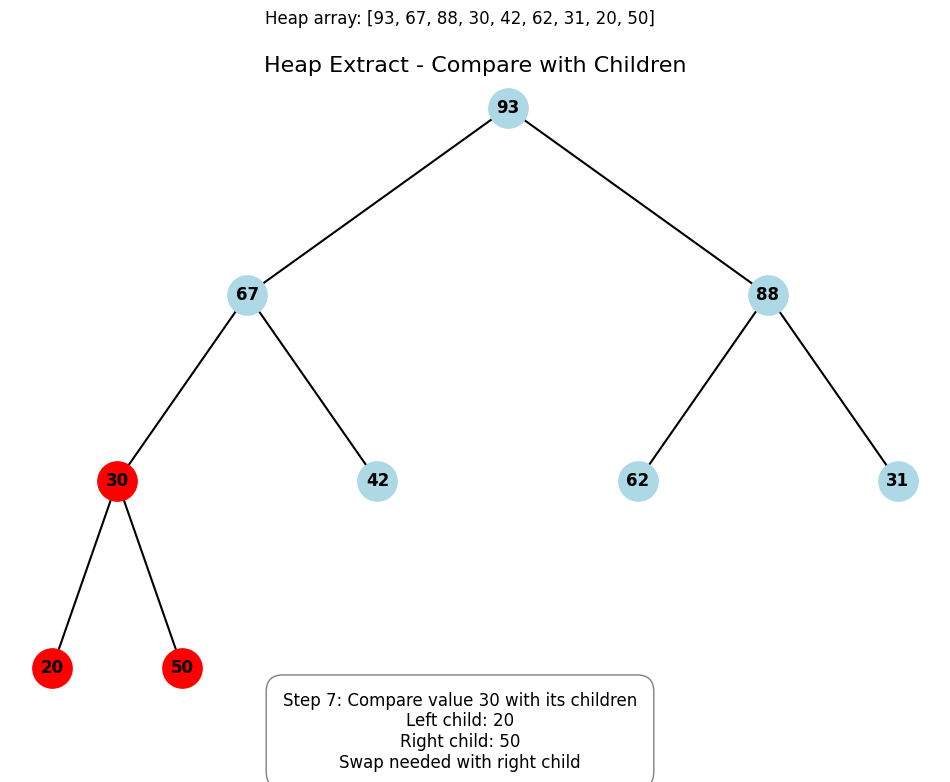 Heap array: [93, 67, 88, 30, 42, 62, 31, 20, 50]
Heap Extract - Compare with Children
93
67
88
30
42
62
31
20
50
Step 7: Compare value 30 with its children
Left child: 20
Right child: 50
Swap needed with right child